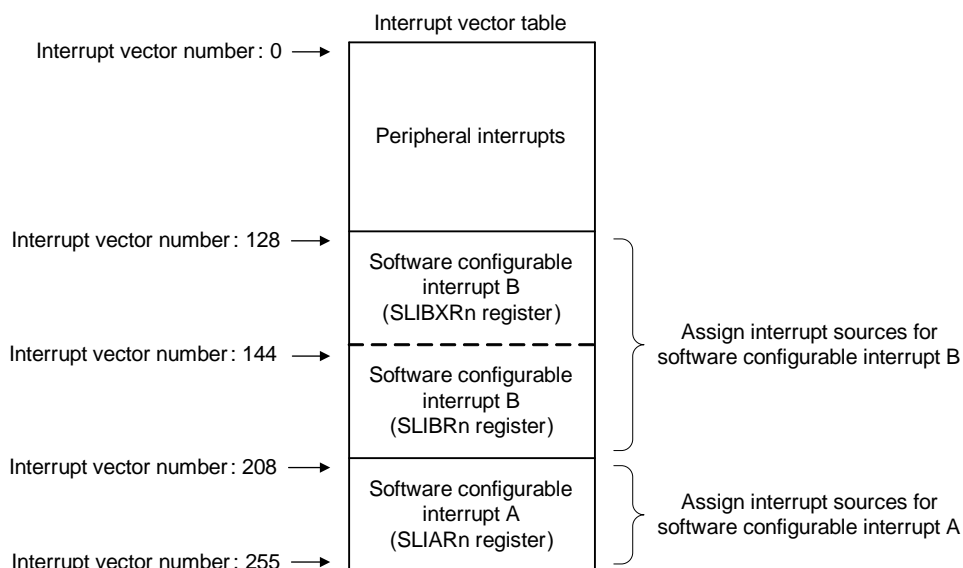 Interrupt vector table
Interrupt vector number: 0
Peripheral interrupts
Interrupt vector number: 128
Software configurable
interrupt B
(SLIBXRn register)
Assign interrupt sources for
software configurable interrupt B
Interrupt vector number: 144
Software configurable
interrupt B
(SLIBRn register)
Interrupt vector number: 208
Software configurable
interrupt A
(SLIARn register)
Assign interrupt sources for
software configurable interrupt A
Interrupt vector number: 255